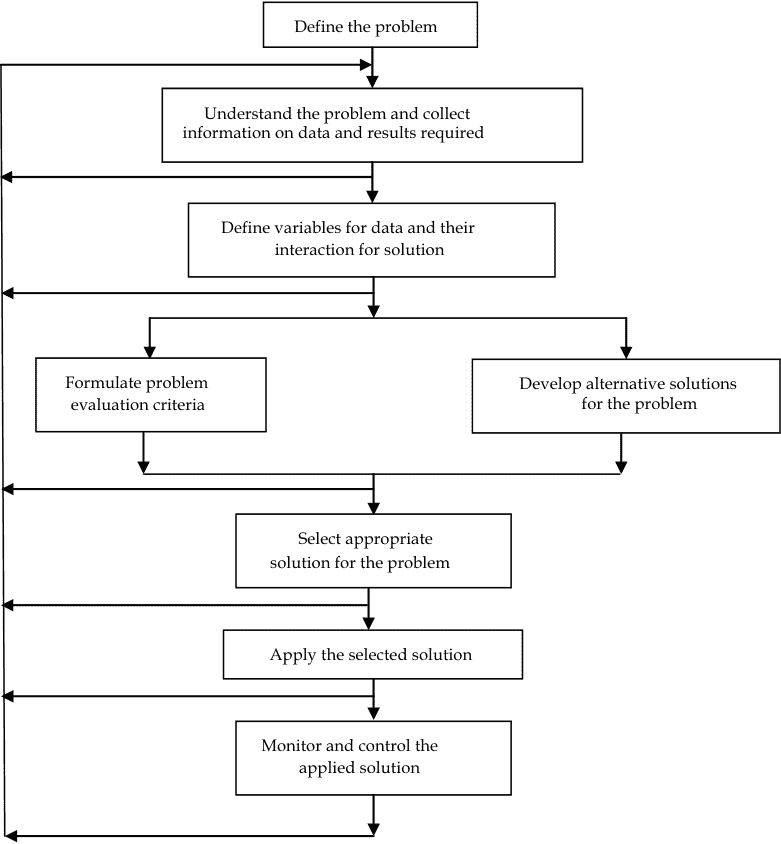 Define the problem
Understand the problem and collect
information on data and results required
Define variables for data and their
interaction for solution
Formulate problem
evaluation criteria
Develop alternative solutions
for the problem
Select appropriate
solution for the problem
Apply the selected solution
Monitor and control the
applied solution